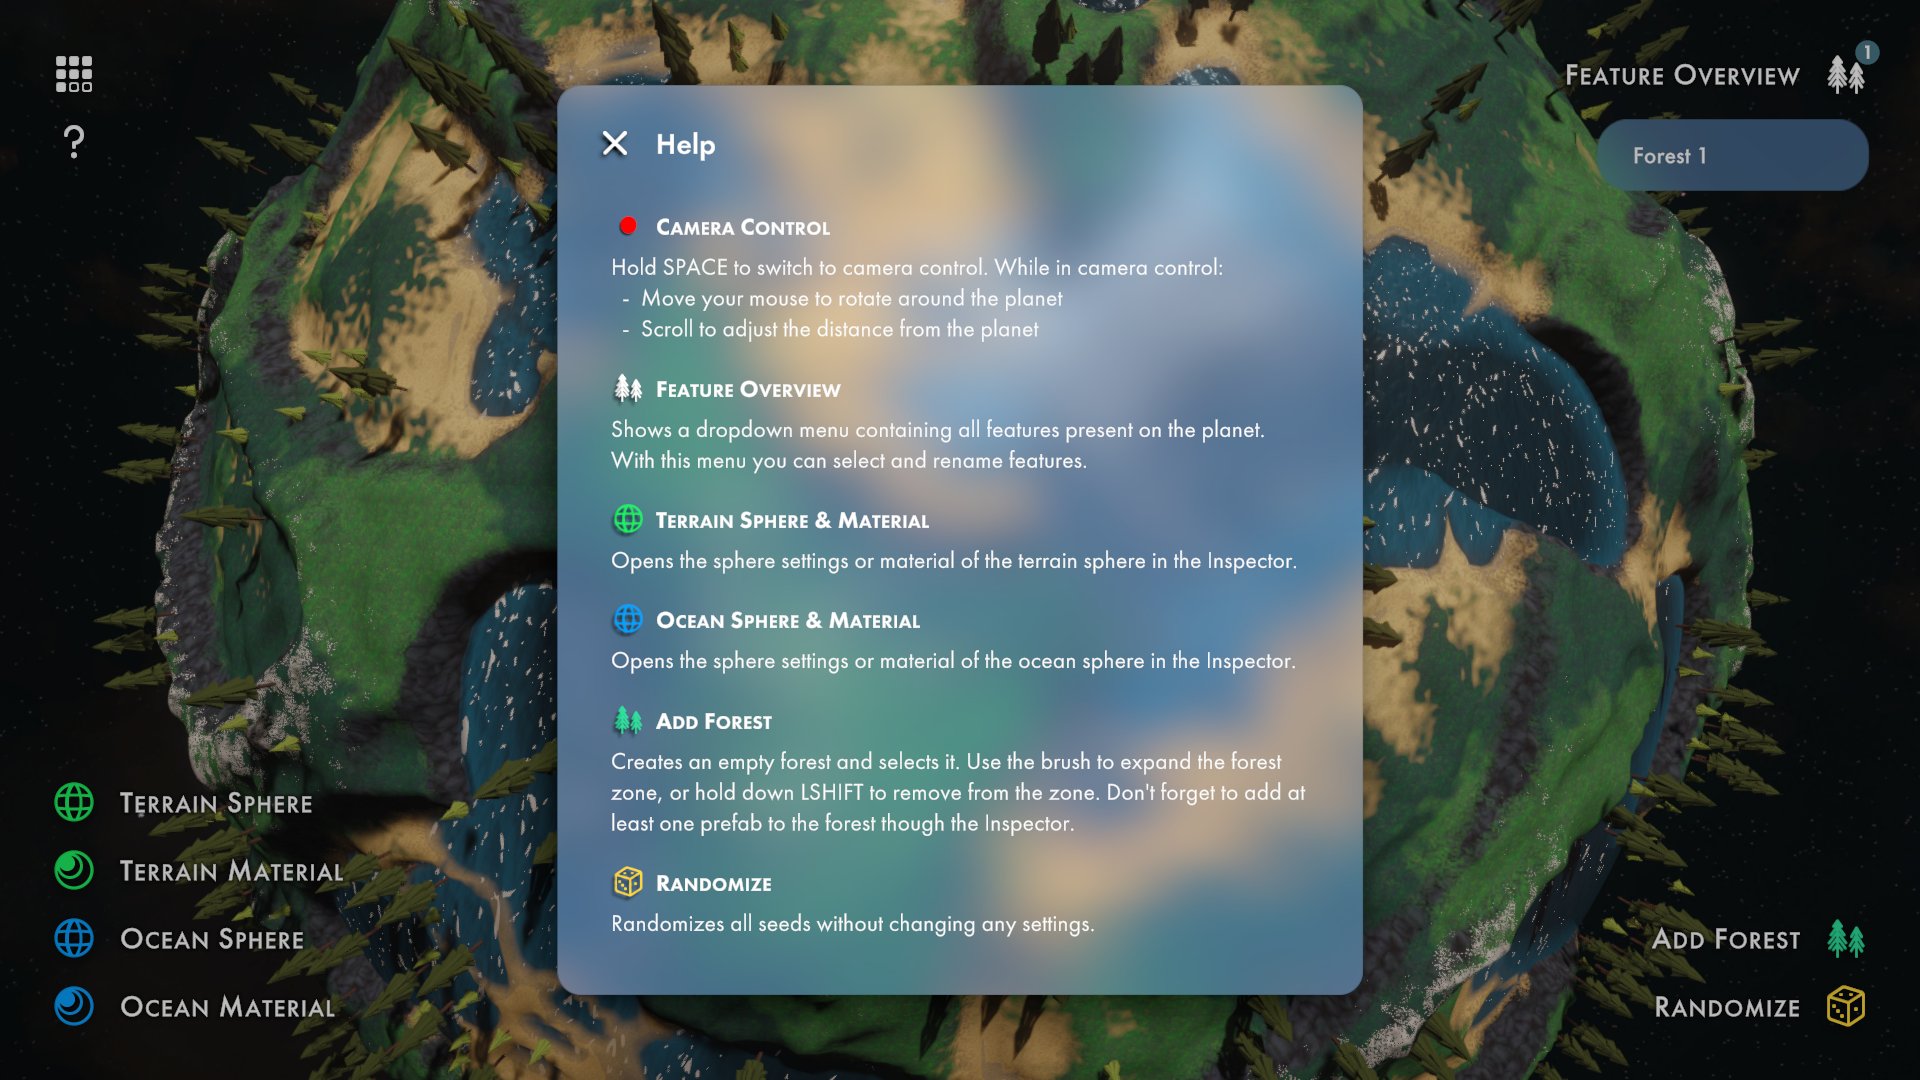 ?
FEATURE OVERVIEW
1
Forest 1
Help
CAMERA CONTROL
Hold SPACE to switch to camera control. While in camera control:
- Move your mouse to rotate around the planet
- Scroll to adjust the distance from the planet
FEATURE OVERVIEW
Shows a dropdown menu containing all features present on the planet.
With this menu you can select and rename features.
TERRAIN SPHERE & MATERIAL
Opens the sphere settings or material of the terrain sphere in the Inspector.
OCEAN SPHERE & MATERIAL
Opens the sphere settings or material of the ocean sphere in the Inspector.
ADD FOREST
Creates an empty forest and selects it. Use the brush to expand the forest
zone, or hold down LSHIFT to remove from the zone. Don't forget to add at
least one prefab to the forest though the Inspector.
RANDOMIZE
Randomizes all seeds without changing any settings.
TERRAIN SPHERE
TERRAIN MATERIAL
OCEAN SPHERE
OCEAN MATERIAL
ADD FOREST
RANDOMIZE